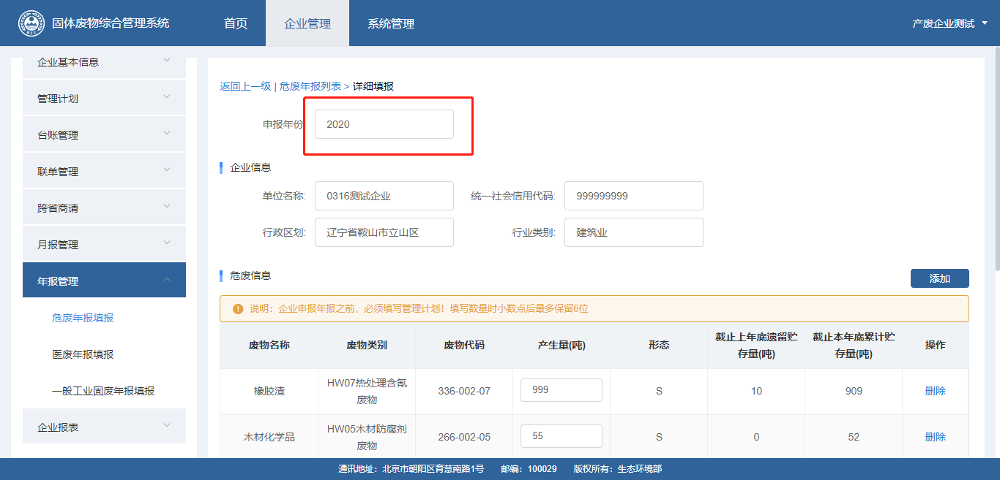 固体废物综合管理系统
首页
企业管理
系统管理
产废企业测试
企业基本信息
管理计划
台账管理
联单管理
跨省商请
月报管理
年报管理
危废年报填报
医废年报填报
一般工业固废年报填报
企业报表
返回上一级 | 危废年报列表 > 详细填报
申报年份 2020
企业信息
单位名称: 0316测试企业 统一社会信用代码: 999999999
行政区划: 辽宁省鞍山市立山区 行业类别: 建筑业
危废信息 添加
说明：企业申报年报之前，必须填写管理计划！填写数量时小数点后最多保留6位
废物名称 废物类别 废物代码 产生量(吨) 形态 截止上年底遗留贮存量(吨) 截止本年底累计贮存量(吨) 操作
橡胶渣 HW07热处理含氰废物 336-002-07 999 S 10 909 删除
木材化学品 HW05木材防腐剂废物 266-002-05 55 S 0 52 删除
通讯地址：北京市朝阳区育慧南路1号 邮编：100029 版权所有：生态环境部